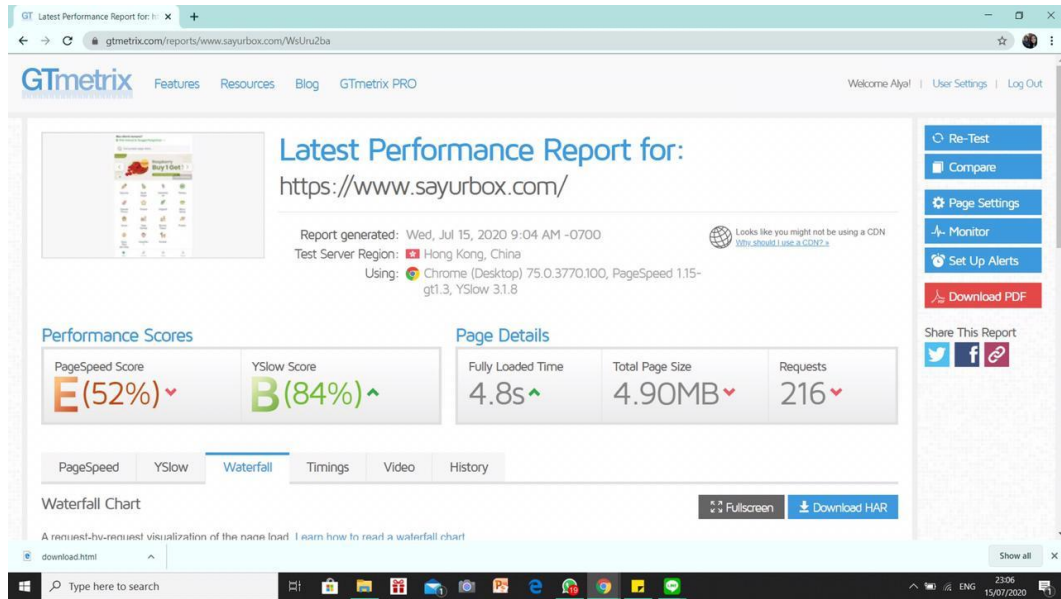 GT Latest Performance Report for: h
gtmetrix.com/reports/www.sayurbox.com/WsUru2ba
GTmetrix Features Resources Blog GTmetrix PRO Welcome Alya! | User Settings | Log Out
Buy 1 Get
Latest Performance Report for:
https://www.sayurbox.com/
Report generated: Wed, Jul 15, 2020 9:04 AM -0700
Test Server Region: Hong Kong, China
Using: Chrome (Desktop) 75.0.3770.100, PageSpeed 1.15-
gt1.3, YSlow 3.1.8
Looks like you might not be using a CDN
Why should I use a CDN? »
Re-Test
Compare
Page Settings
Monitor
Set Up Alerts
Download PDF
Share This Report
Performance Scores
PageSpeed Score YSlow Score
E (52%) B (84%)
Page Details
Fully Loaded Time Total Page Size Requests
4.8s 4.90MB 216
PageSpeed YSlow Waterfall Timings Video History
Waterfall Chart Fullscreen Download HAR
A request-by-request visualization of the page load. Learn how to read a waterfall chart
download.html Show all
Type here to search
ENG 23:06
15/07/2020